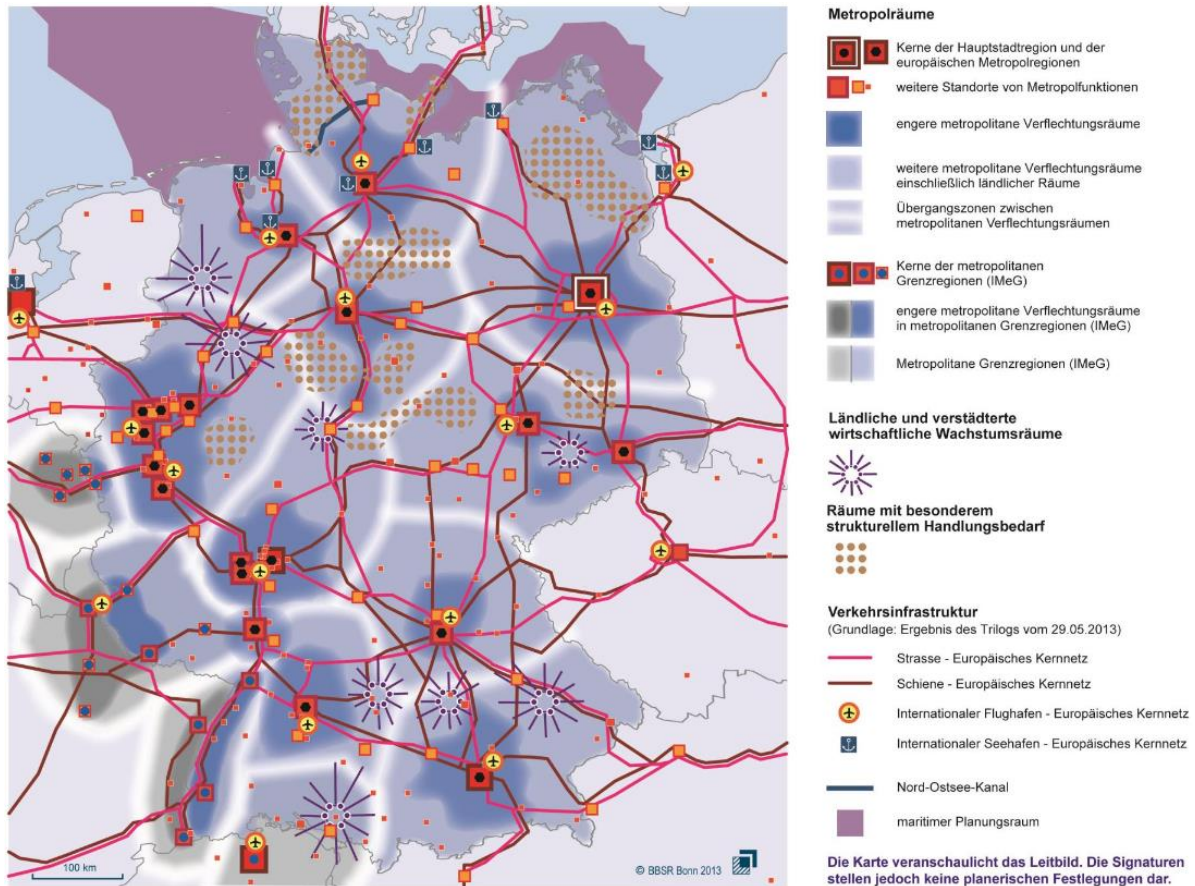 Metropolräume
Kerne der Hauptstadtregion und der
europäischen Metropolregionen
weitere Standorte von Metropolfunktionen
engere metropolitane Verflechtungsräume
weitere metropolitane Verflechtungsräume
einschließlich ländlicher Räume
Übergangszonen zwischen
metropolitanen Verflechtungsräumen
Kerne der metropolitanen
Grenzregionen (IMeG)
engere metropolitane Verflechtungsräume
in metropolitanen Grenzregionen (IMeG)
Metropolitane Grenzregionen (IMeG)
Ländliche und verstädterte
wirtschaftliche Wachstumsräume
Räume mit besonderem
strukturellem Handlungsbedarf
Verkehrsinfrastruktur
(Grundlage: Ergebnis des Trilogs vom 29.05.2013)
Strasse - Europäisches Kernnetz
Schiene - Europäisches Kernnetz
Internationaler Flughafen - Europäisches Kernnetz
Internationaler Seehafen - Europäisches Kernnetz
Nord-Ostsee-Kanal
maritimer Planungsraum
Die Karte veranschaulicht das Leitbild. Die Signaturen
stellen jedoch keine planerischen Festlegungen dar.
100 km
© BBSR Bonn 2013